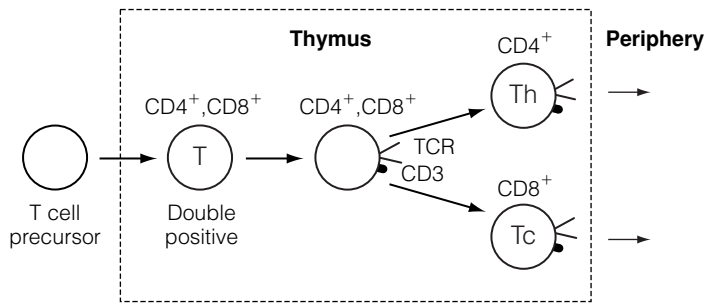 Thymus
Periphery
CD4⁺
Th
CD4⁺,CD8⁺
CD4⁺,CD8⁺
T
TCR
CD3
T cell
precursor
Double
positive
CD8⁺
Tc